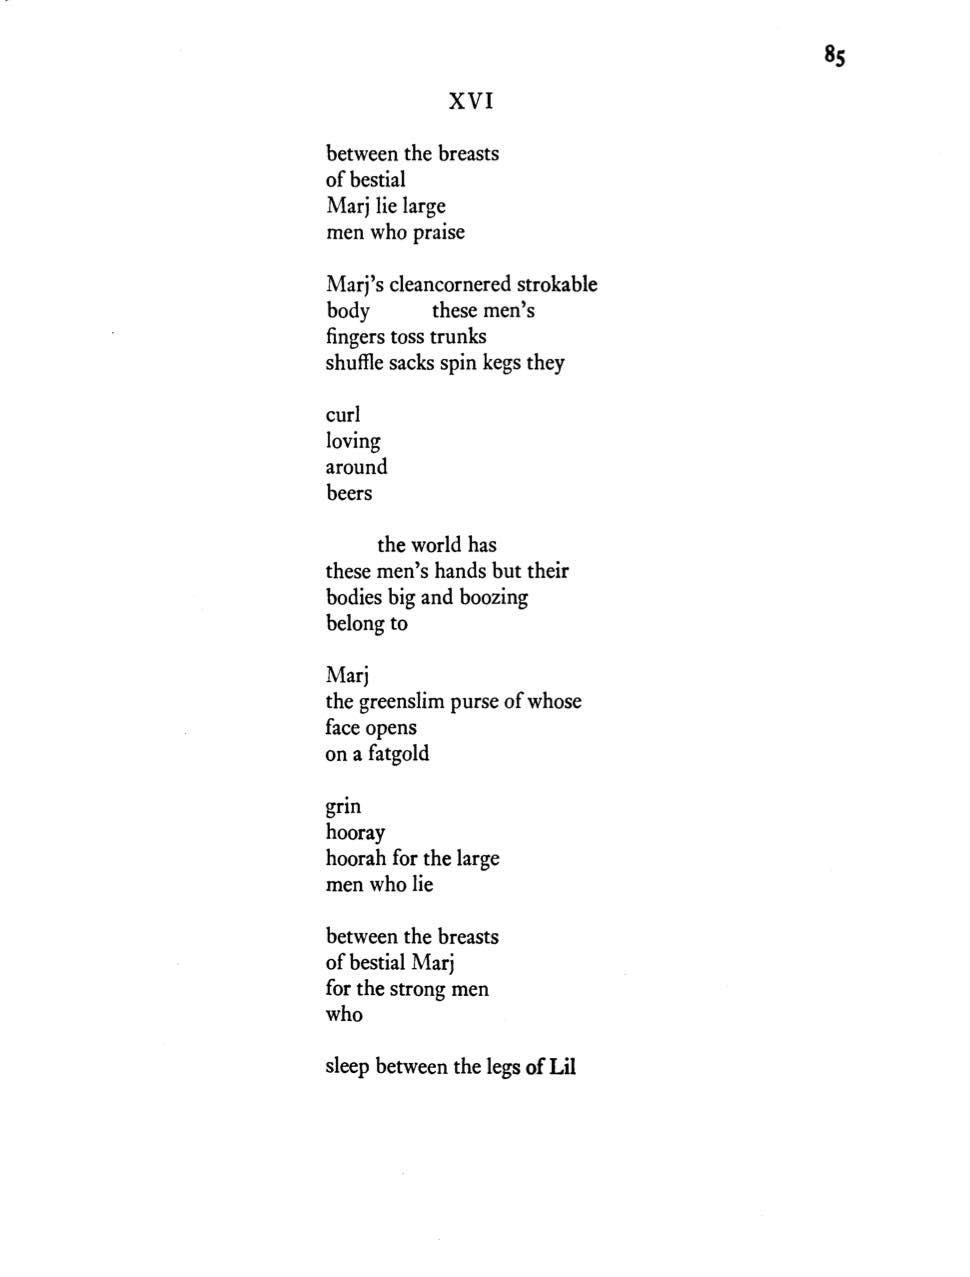 85
XVI
between the breasts
of bestial
Marj lie large
men who praise
Marj’s cleancornered strokable
body these men’s
fingers toss trunks
shuffle sacks spin kegs they
curl
loving
around
beers
the world has
these men’s hands but their
bodies big and boozing
belong to
Marj
the greenslim purse of whose
face opens
on a fatgold
grin
hooray
hoorah for the large
men who lie
between the breasts
of bestial Marj
for the strong men
who
sleep between the legs of Lil